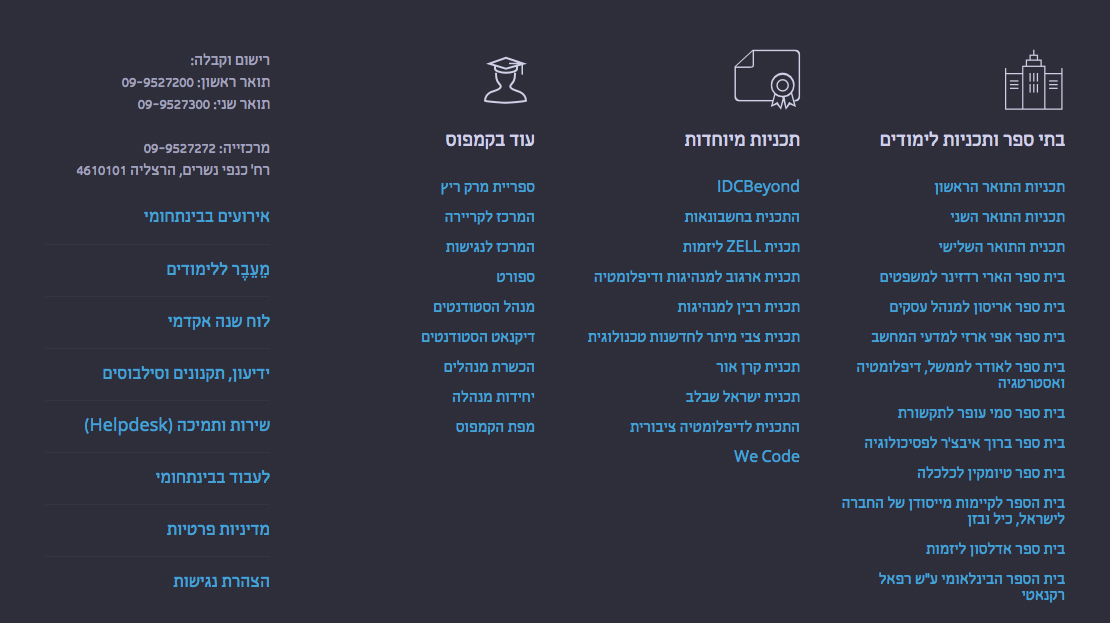 בתי ספר ותכניות לימודים
תכניות התואר הראשון
תכניות התואר השני
תכנית התואר השלישי
בית ספר הארי רדזינר למשפטים
בית ספר אריסון למנהל עסקים
בית ספר אפי ארזי למדעי המחשב
בית ספר לאודר לממשל, דיפלומטיה
ואסטרטגיה
בית ספר סמי עופר לתקשורת
בית ספר ברוך איבצ'ר לפסיכולוגיה
בית ספר טיומקין לכלכלה
בית הספר לקיימות מייסודן של החברה
לישראל, כיל ובזן
בית ספר אדלסון ליזמות
בית הספר הבינלאומי ע"ש רפאל
רקנאטי
תכניות מיוחדות
IDCBeyond
התכנית בחשבונאות
תכנית ZELL ליזמות
תכנית ארגוב למנהיגות ודיפלומטיה
תכנית רבין למנהיגות
תכנית צבי מיתר לחדשנות טכנולוגית
תכנית קרן אור
תכנית ישראל שבלב
התכנית לדיפלומטיה ציבורית
We Code
עוד בקמפוס
ספריית מרק ריץ
המרכז לקריירה
המרכז לנגישות
ספורט
מנהל הסטודנטים
דיקנאט הסטודנטים
הכשרת מנהלים
יחידות מנהלה
מפת הקמפוס
רישום וקבלה:
תואר ראשון: 09-9527200
תואר שני: 09-9527300
מרכזייה: 09-9527272
רח' כנפי נשרים, הרצליה 4610101
אירועים בבינתחומי
מֵעֵבֶר ללימודים
לוח שנה אקדמי
ידיעון, תקנונים וסילבוסים
שירות ותמיכה (Helpdesk)
לעבוד בבינתחומי
מדיניות פרטיות
הצהרת נגישות